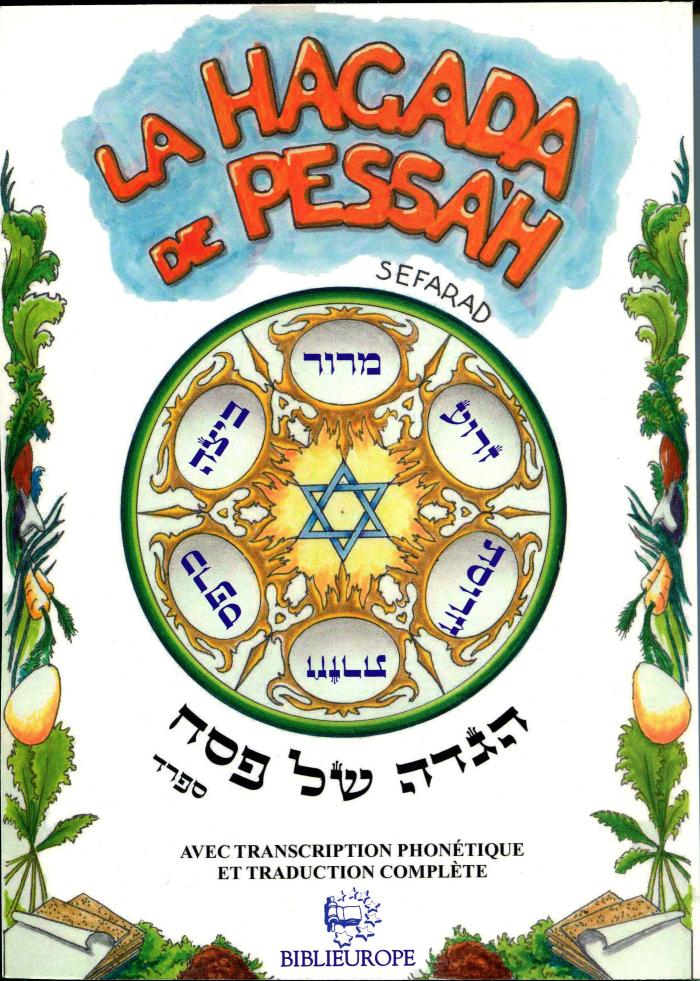 LA HAGADA
DE PESSA'H
SEFARAD
מרור
זרוע
ביצה
חרוסת
כרפס
חזרת
הגדה של פסח
ספרד
AVEC TRANSCRIPTION PHONÉTIQUE
ET TRADUCTION COMPLÈTE
BIBLIEUROPE